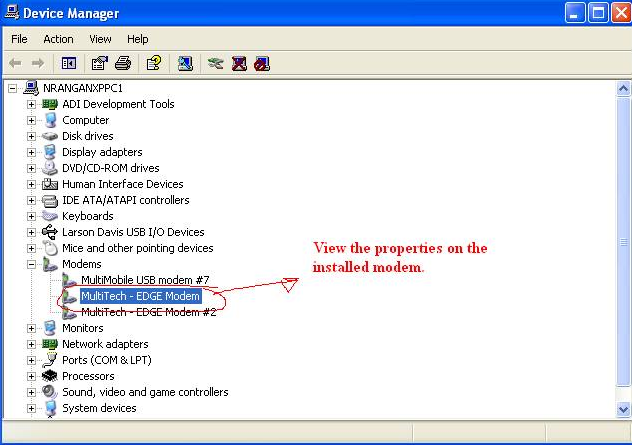 Device Manager
File Action View Help
NRANGANXPPC1
ADI Development Tools
Computer
Disk drives
Display adapters
DVD/CD-ROM drives
Human Interface Devices
IDE ATA/ATAPI controllers
Keyboards
Larson Davis USB I/O Devices
Mice and other pointing devices
Modems
MultiMobile USB modem #7
MultiTech - EDGE Modem
MultiTech - EDGE Modem #2
Monitors
Network adapters
Ports (COM & LPT)
Processors
Sound, video and game controllers
System devices
View the properties on the
installed modem.